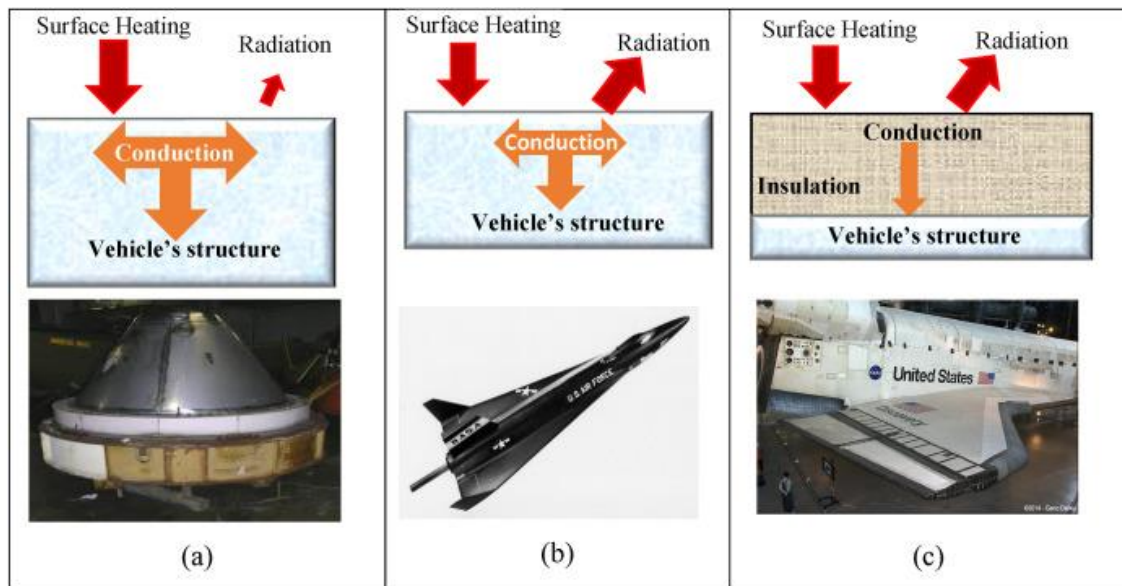 Surface Heating
Radiation
Conduction
Vehicle's structure
(a)
Surface Heating
Radiation
Conduction
Vehicle's structure
U.S. AIR FORCE
NASA
(b)
Surface Heating
Radiation
Conduction
Insulation
Vehicle's structure
United States
Discovery
(c)